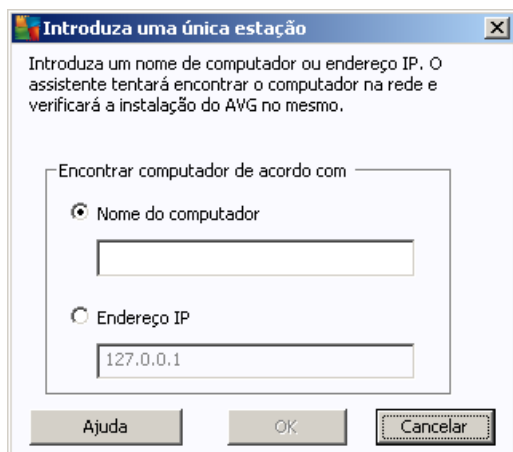 Introduza uma única estação
Introduza um nome de computador ou endereço IP. O
assistente tentará encontrar o computador na rede e
verificará a instalação do AVG no mesmo.
Encontrar computador de acordo com
Nome do computador
Endereço IP
127.0.0.1
Ajuda OK Cancelar